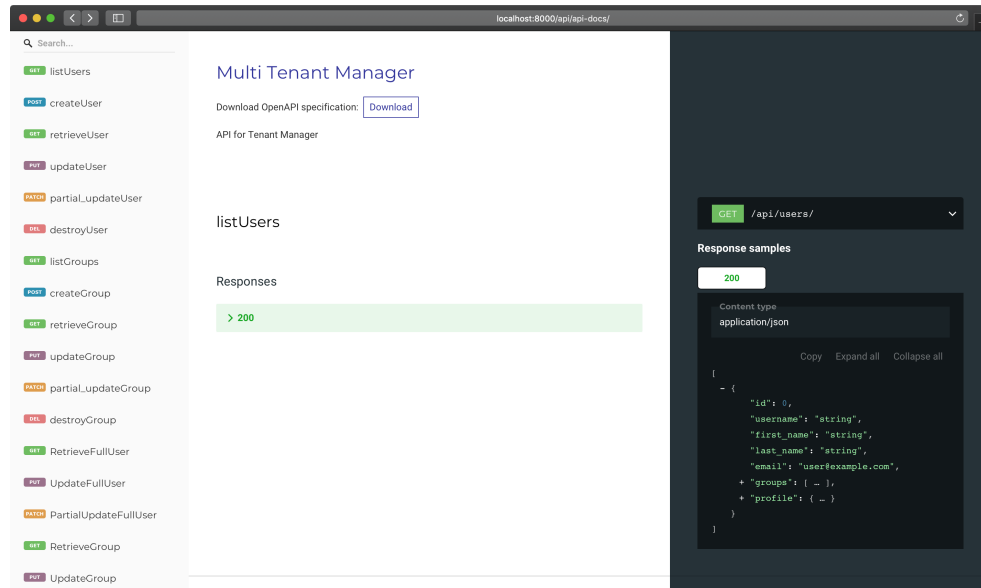 localhost:8000/api/api-docs/
Search...
GET listUsers
POST createUser
GET retrieveUser
PUT updateUser
PATCH partial_updateUser
DEL destroyUser
GET listGroups
POST createGroup
GET retrieveGroup
PUT updateGroup
PATCH partial_updateGroup
DEL destroyGroup
GET RetrieveFullUser
PUT UpdateFullUser
PATCH PartialUpdateFullUser
GET RetrieveGroup
PUT UpdateGroup
Multi Tenant Manager
Download OpenAPI specification: Download
API for Tenant Manager
listUsers
Responses
200
GET /api/users/
Response samples
200
Content type
application/json
Copy Expand all Collapse all
[
- {
"id": 0,
"username": "string",
"first_name": "string",
"last_name": "string",
"email": "user@example.com",
+ "groups": [ … ],
+ "profile": { … }
}
]